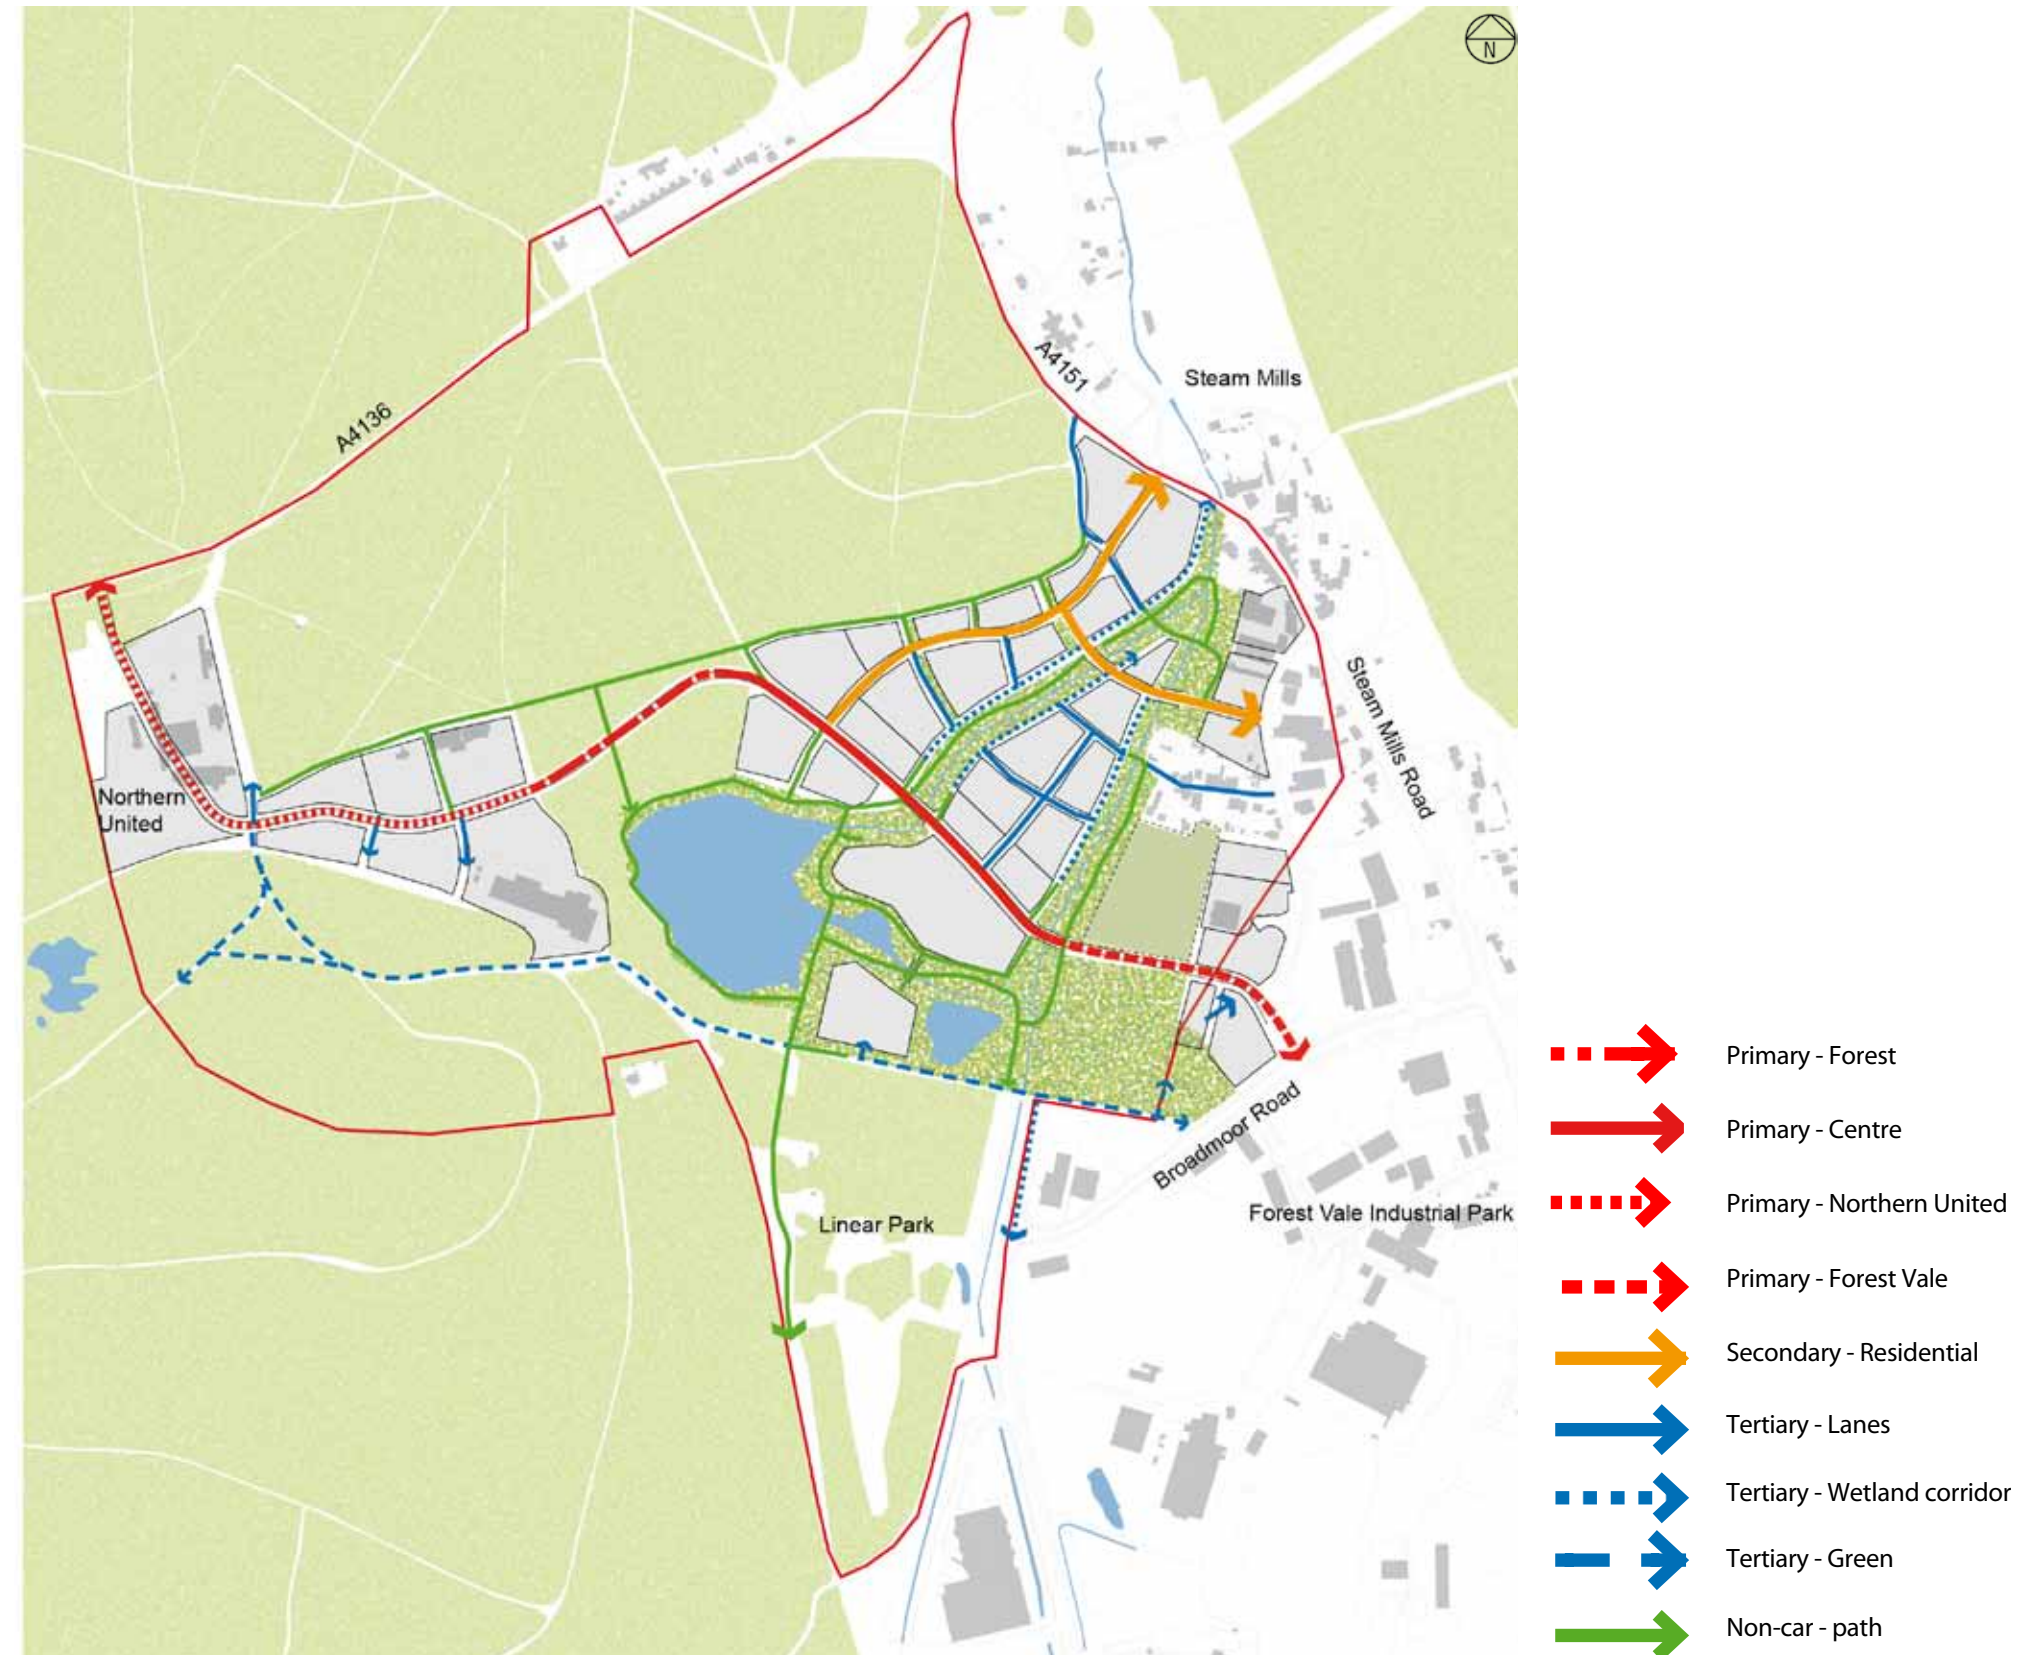 N
A4151
Steam Mills
A4136
Steam Mills Road
Northern
United
Broadmoor Road
Linear Park
Forest Vale Industrial Park
Primary - Forest
Primary - Centre
Primary - Northern United
Primary - Forest Vale
Secondary - Residential
Tertiary - Lanes
Tertiary - Wetland corridor
Tertiary - Green
Non-car - path